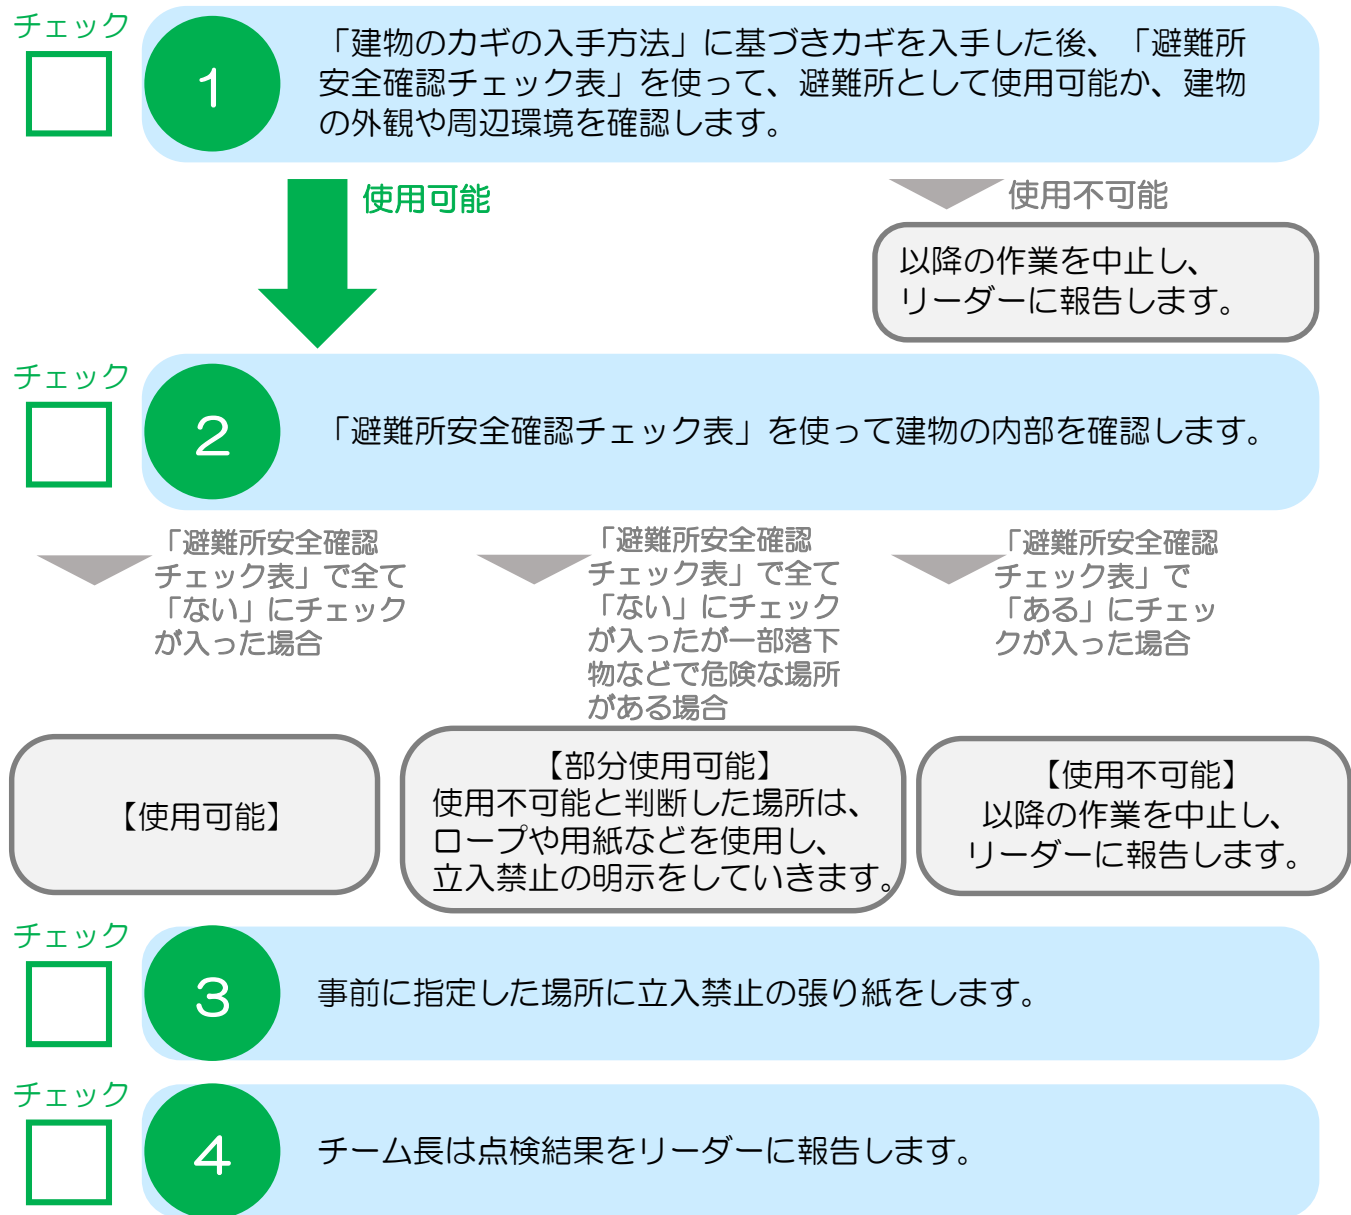 チェック
1
「建物のカギの入手方法」に基づきカギを入手した後、「避難所
安全確認チェック表」を使って、避難所として使用可能か、建物
の外観や周辺環境を確認します。
使用可能
使用不可能
以降の作業を中止し、
リーダーに報告します。
チェック
2
「避難所安全確認チェック表」を使って建物の内部を確認します。
「避難所安全確認
チェック表」で全て
「ない」にチェック
が入った場合
「避難所安全確認
チェック表」で全て
「ない」にチェック
が入ったが一部落下
物などで危険な場所
がある場合
「避難所安全確認
チェック表」で
「ある」にチェッ
クが入った場合
【使用可能】
【部分使用可能】
使用不可能と判断した場所は、
ロープや用紙などを使用し、
立入禁止の明示をしていきます。
【使用不可能】
以降の作業を中止し、
リーダーに報告します。
チェック
3
事前に指定した場所に立入禁止の張り紙をします。
チェック
4
チーム長は点検結果をリーダーに報告します。